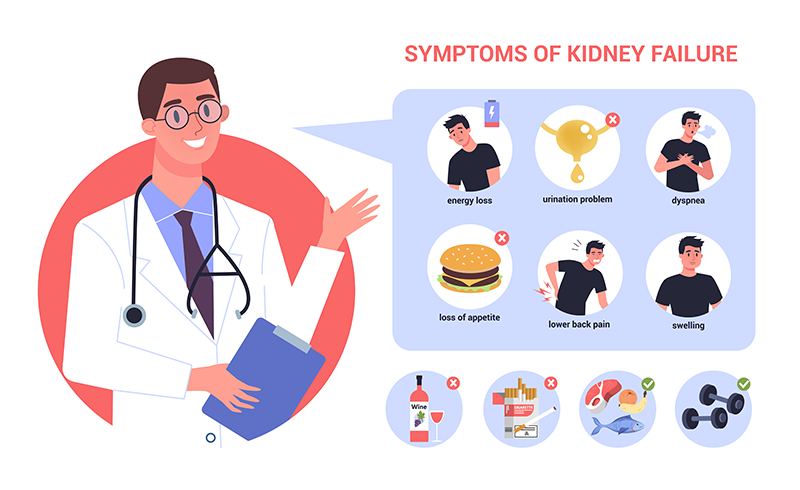 SYMPTOMS OF KIDNEY FAILURE
energy loss
urination problem
dyspnea
loss of appetite
lower back pain
swelling
Wine